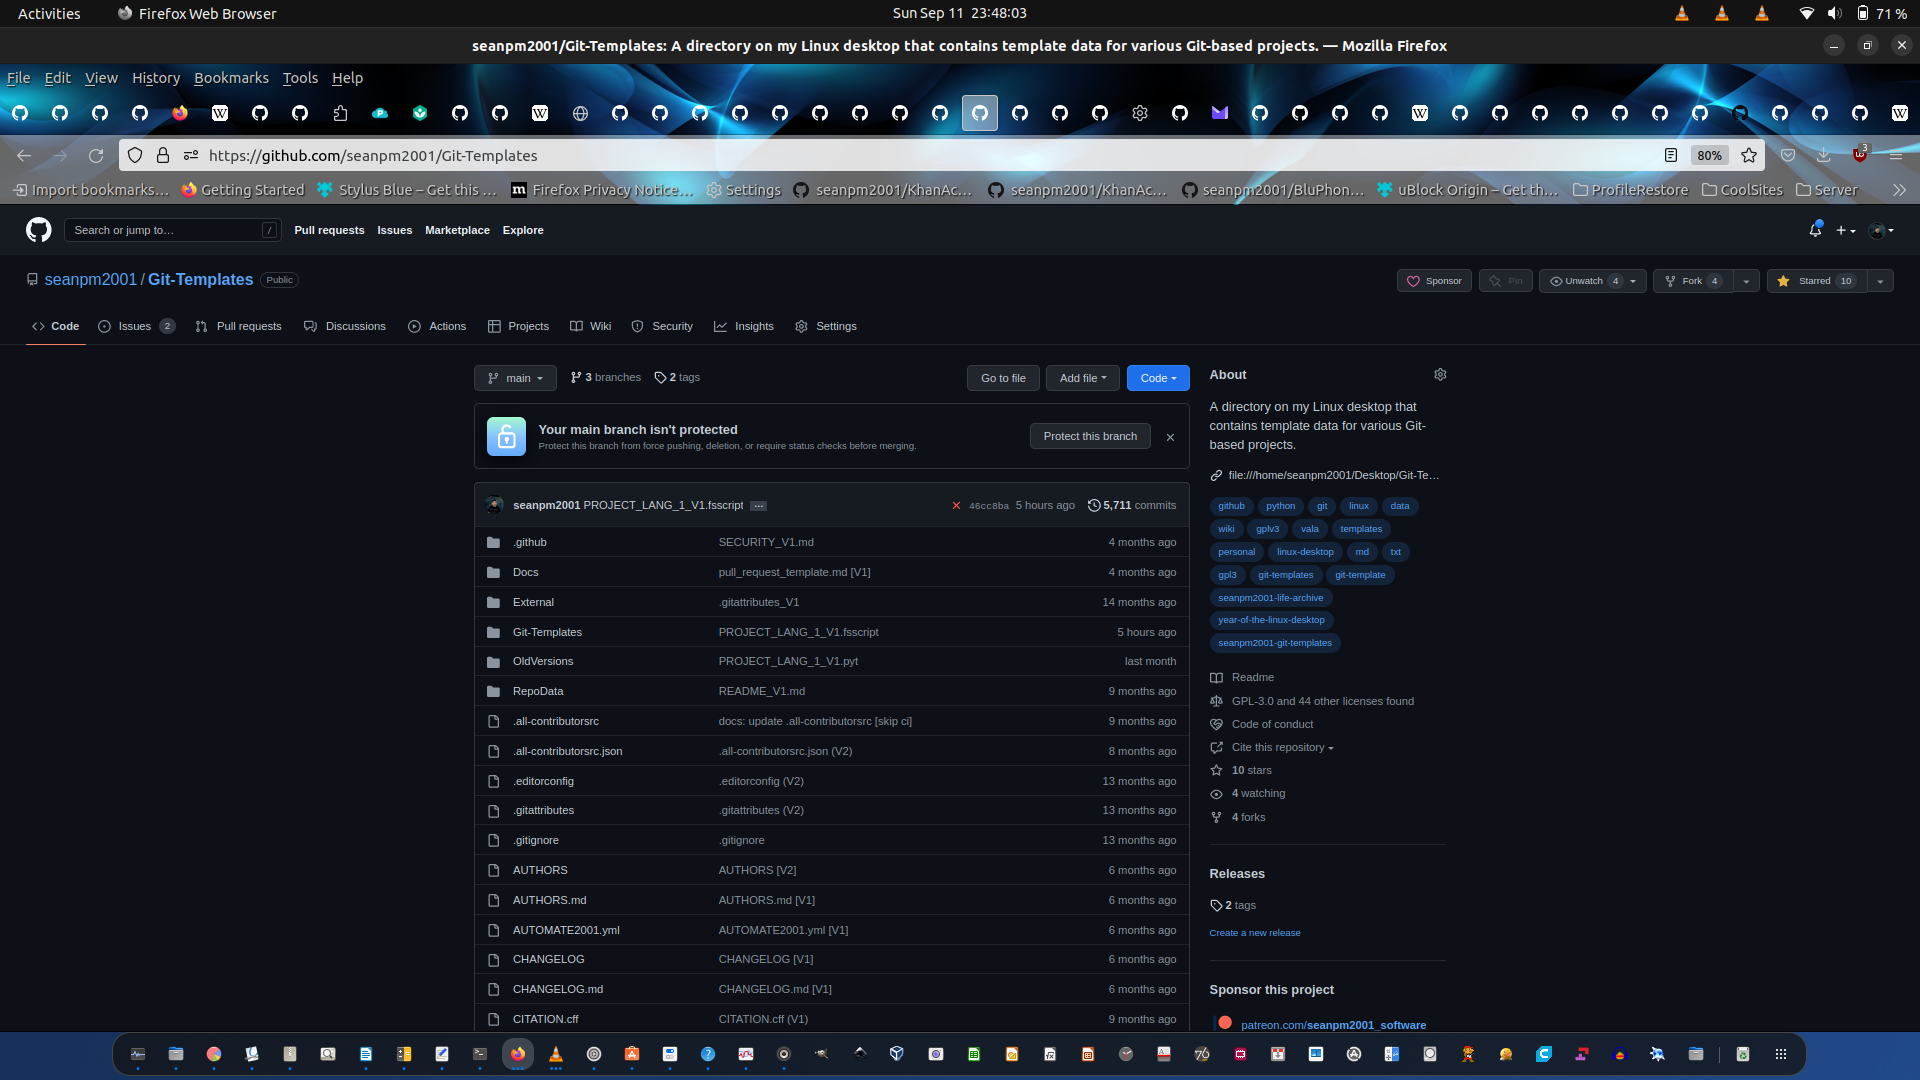 Activities
Firefox Web Browser
Sun Sep 11 23:48:03
71 %
seanpm2001/Git-Templates: A directory on my Linux desktop that contains template data for various Git-based projects. — Mozilla Firefox
File Edit View History Bookmarks Tools Help
https://github.com/seanpm2001/Git-Templates
80%
3
Import bookmarks…
Getting Started
Stylus Blue – Get this …
Firefox Privacy Notice…
Settings
seanpm2001/KhanAc…
seanpm2001/KhanAc…
seanpm2001/BluPhon…
uBlock Origin – Get th…
ProfileRestore
CoolSites
Server
Search or jump to…
/
Pull requests
Issues
Marketplace
Explore
seanpm2001 / Git-Templates
Public
Sponsor
Pin
Unwatch 4
Fork 4
Starred 10
Code
Issues 2
Pull requests
Discussions
Actions
Projects
Wiki
Security
Insights
Settings
main
3 branches
2 tags
Go to file
Add file
Code
Your main branch isn't protected
Protect this branch from force pushing, deletion, or require status checks before merging.
Protect this branch
seanpm2001 PROJECT_LANG_1_V1.fsscript
46cc8ba 5 hours ago
5,711 commits
.github SECURITY_V1.md 4 months ago
Docs pull_request_template.md [V1] 4 months ago
External .gitattributes_V1 14 months ago
Git-Templates PROJECT_LANG_1_V1.fsscript 5 hours ago
OldVersions PROJECT_LANG_1_V1.pyt last month
RepoData README_V1.md 9 months ago
.all-contributorsrc docs: update .all-contributorsrc [skip ci] 9 months ago
.all-contributorsrc.json .all-contributorsrc.json (V2) 8 months ago
.editorconfig .editorconfig (V2) 13 months ago
.gitattributes .gitattributes (V2) 13 months ago
.gitignore .gitignore 13 months ago
AUTHORS AUTHORS [V2] 6 months ago
AUTHORS.md AUTHORS.md [V1] 6 months ago
AUTOMATE2001.yml AUTOMATE2001.yml [V1] 6 months ago
CHANGELOG CHANGELOG [V1] 6 months ago
CHANGELOG.md CHANGELOG.md [V1] 6 months ago
CITATION.cff CITATION.cff (V1) 9 months ago
About
A directory on my Linux desktop that
contains template data for various Git-
based projects.
file:///home/seanpm2001/Desktop/Git-Te…
github python git linux data
wiki gplv3 vala templates
personal linux-desktop md txt
gpl3 git-templates git-template
seanpm2001-life-archive
year-of-the-linux-desktop
seanpm2001-git-templates
Readme
GPL-3.0 and 44 other licenses found
Code of conduct
Cite this repository
10 stars
4 watching
4 forks
Releases
2 tags
Create a new release
Sponsor this project
patreon.com/seanpm2001_software